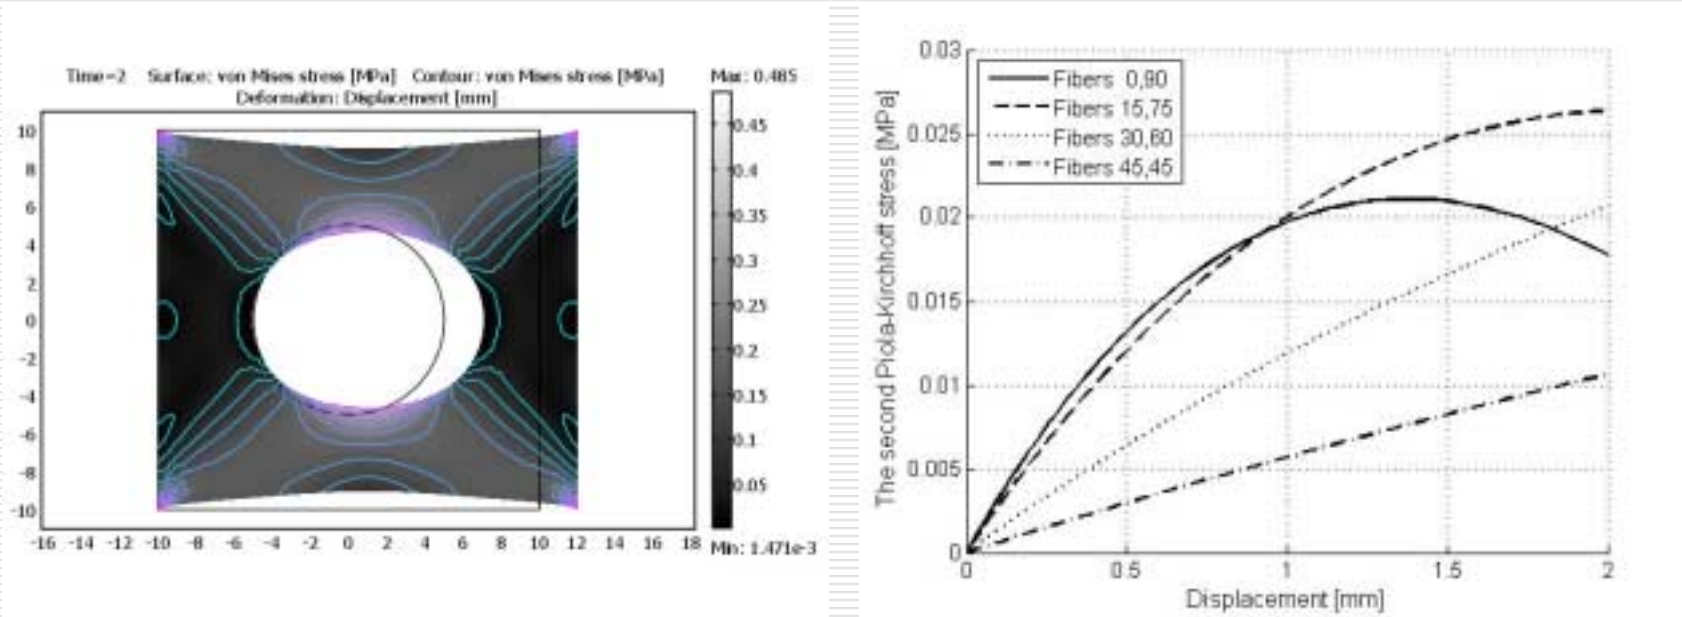 Time=2 Surface: von Mises stress [MPa] Contour: von Mises stress [MPa] Max: 0.485
Deformation: Displacement [mm]
10
8
6
4
2
0
-2
-4
-6
-8
-10
-16 -14 -12 -10 -8 -6 -4 -2 0 2 4 6 8 10 12 14 16 18
0.45
0.4
0.35
0.3
0.25
0.2
0.15
0.1
0.05
Min: 1.471e-3
The second Piola-Kirchhoff stress [MPa]
0.03
0.025
0.02
0.015
0.01
0.005
0
Fibers 0,90
Fibers 15,75
Fibers 30,60
Fibers 45,45
0 0.5 1 1.5 2
Displacement [mm]